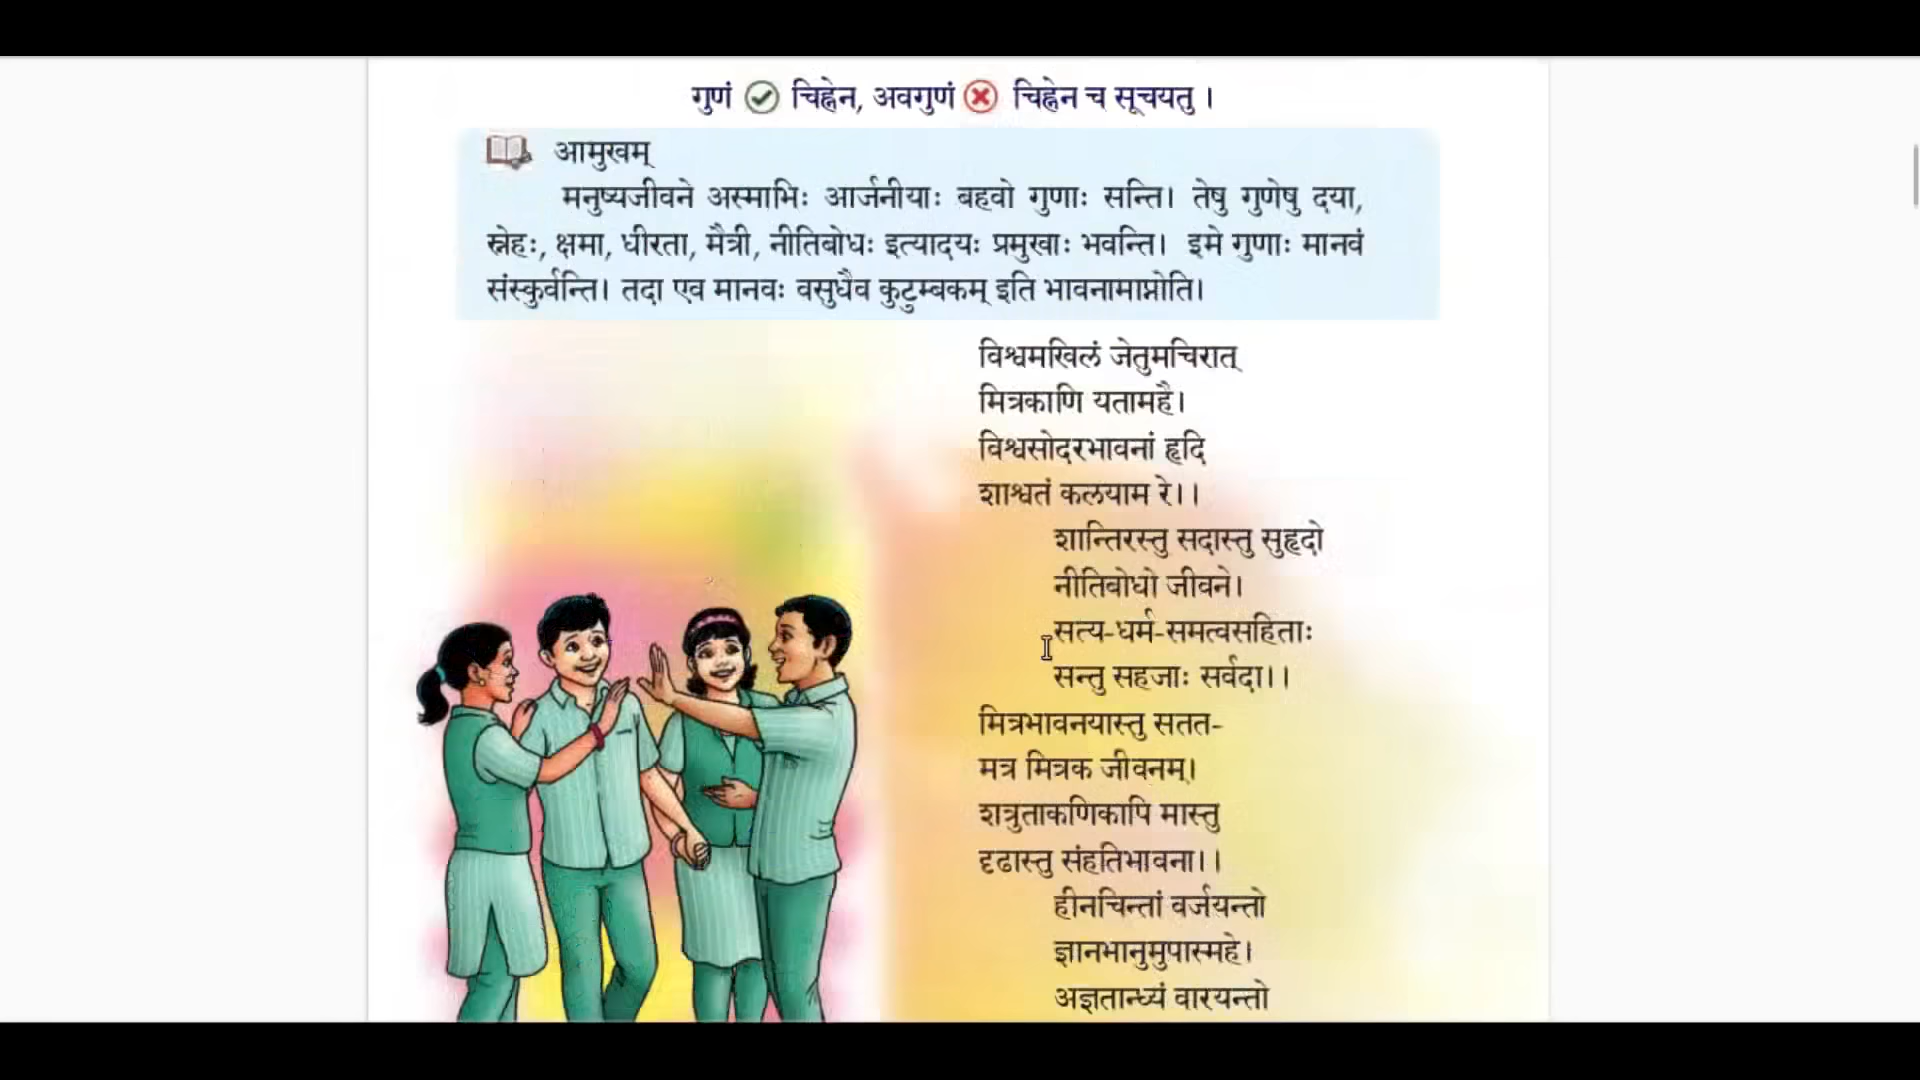 गुणं चिह्नेन, अवगुणं चिह्नेन च सूचयतु ।
आमुखम्
मनुष्यजीवने अस्माभिः आर्जनीयाः बहवो गुणाः सन्ति। तेषु गुणेषु दया,
स्नेहः, क्षमा, धीरता, मैत्री, नीतिबोधः इत्यादयः प्रमुखाः भवन्ति। इमे गुणाः मानवं
संस्कुर्वन्ति। तदा एव मानवः वसुधैव कुटुम्बकम् इति भावनामाप्नोति।
विश्वमखिलं जेतुमचिरात्
मित्रकाणि यतामहै।
विश्वसोदरभावनां हृदि
शाश्वतं कलयाम रे।।
शान्तिरस्तु सदास्तु सुहृदो
नीतिबोधो जीवने।
सत्य-धर्म-समत्वसहिताः
सन्तु सहजाः सर्वदा।।
मित्रभावनयास्तु सतत-
मत्र मित्रक जीवनम्।
शत्रुताकणिकापि मास्तु
दृढास्तु संहतिभावना।।
हीनचिन्तां वर्जयन्तो
ज्ञानभानुमुपास्महे।
अज्ञतान्ध्यं वारयन्तो